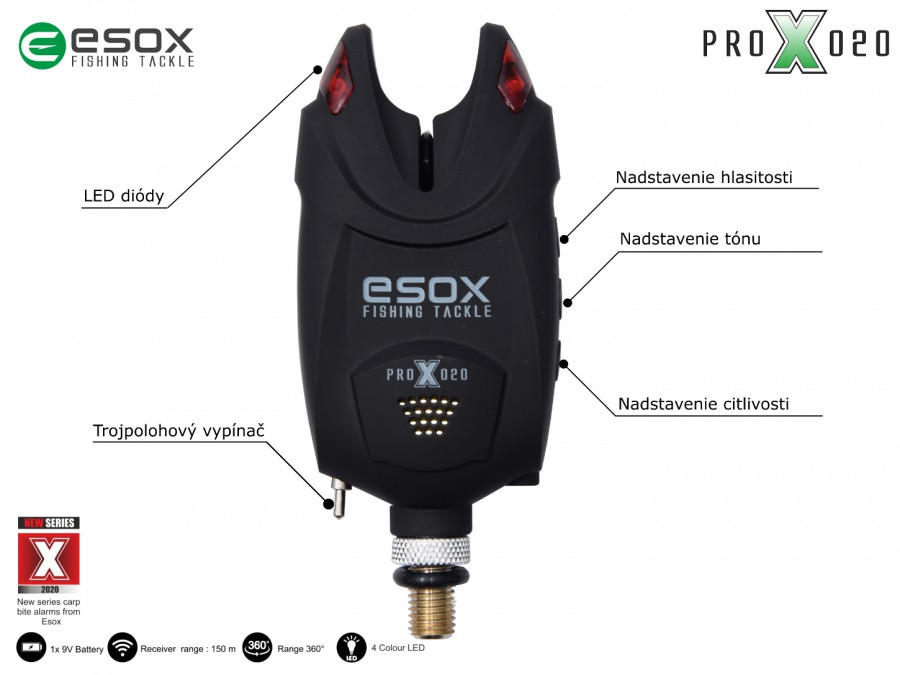 esox
FISHING TACKLE
PRO X 020
LED diódy
Nadstavenie hlasitosti
Nadstavenie tónu
esox
FISHING TACKLE
PRO X 020
Nadstavenie citlivosti
Trojpolohový vypínač
NEW SERIES
X
2020
New series carp
bite alarms from
Esox
1x 9V Battery
Receiver range : 150 m
360°
Range 360°
LED
4 Colour LED